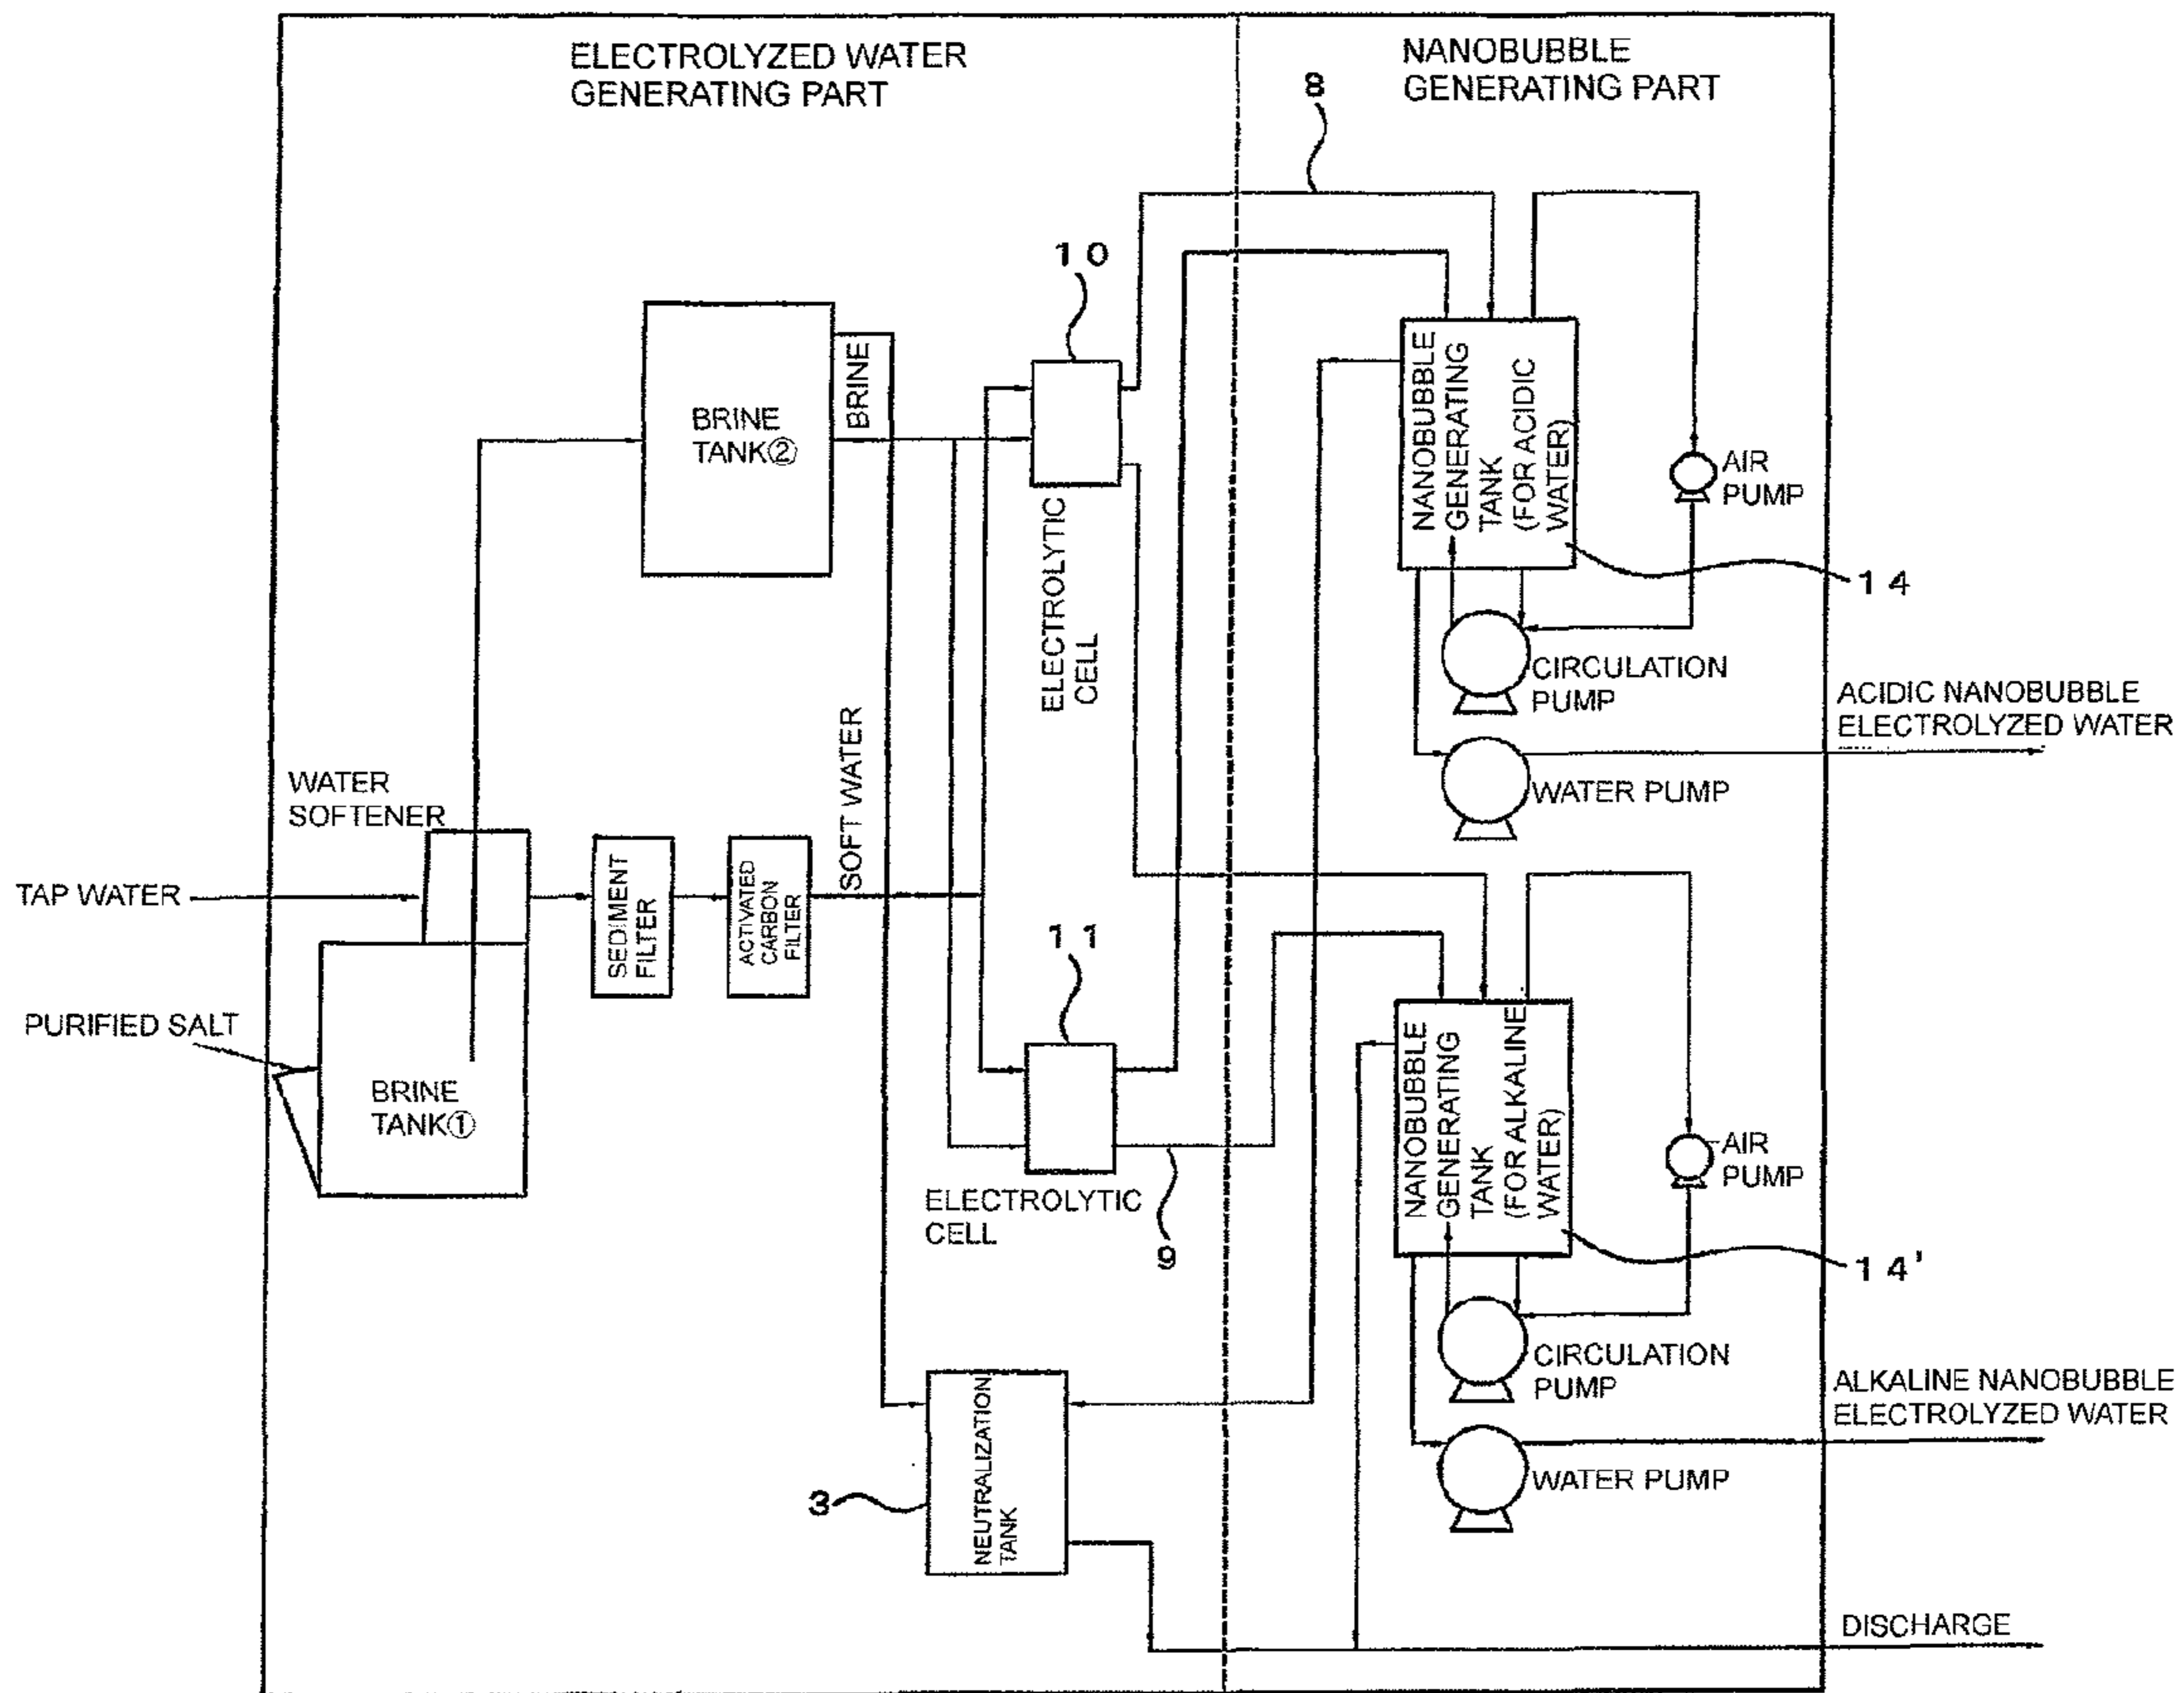 ELECTROLYZED WATER
GENERATING PART
NANOBUBBLE
GENERATING PART
8
10
BRINE
TANK②
BRINE
ELECTROLYTIC
CELL
NANOBUBBLE
GENERATING
TANK
(FOR ACIDIC
WATER)
AIR
PUMP
14
CIRCULATION
PUMP
ACIDIC NANOBUBBLE
ELECTROLYZED WATER
WATER PUMP
WATER
SOFTENER
TAP WATER
SEDIMENT
FILTER
ACTIVATED
CARBON
FILTER
SOFT WATER
PURIFIED SALT
BRINE
TANK①
11
ELECTROLYTIC
CELL
9
NANOBUBBLE
GENERATING
TANK
(FOR ALKALINE
WATER)
AIR
PUMP
14'
CIRCULATION
PUMP
ALKALINE NANOBUBBLE
ELECTROLYZED WATER
WATER PUMP
3
NEUTRALIZATION
TANK
DISCHARGE